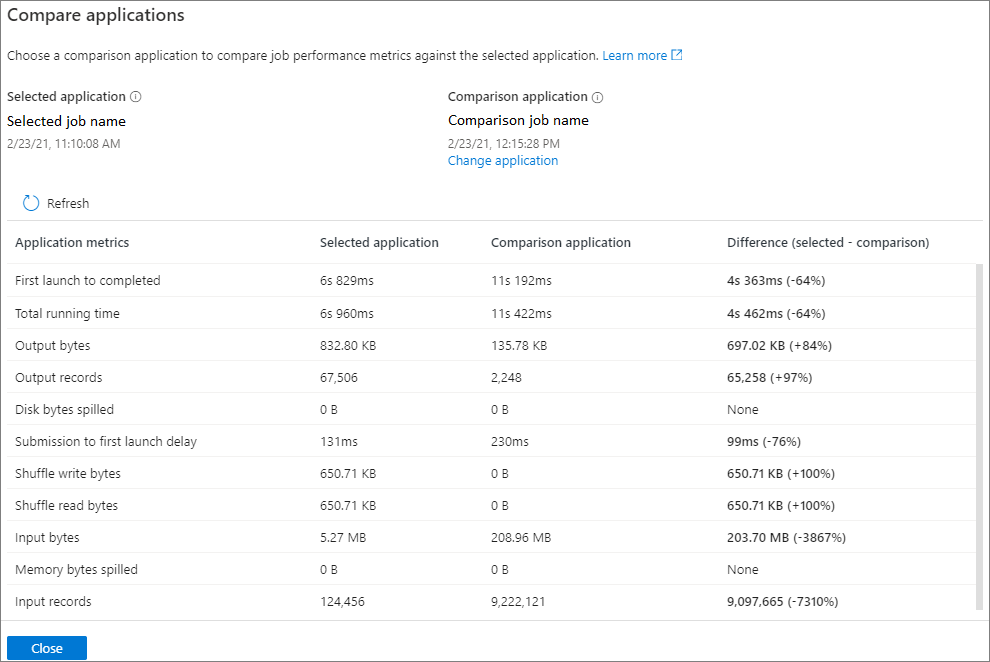 Compare applications
Choose a comparison application to compare job performance metrics against the selected application. Learn more
Selected application Comparison application
Selected job name Comparison job name
2/23/21, 11:10:08 AM 2/23/21, 12:15:28 PM
Change application
Refresh
Application metrics Selected application Comparison application Difference (selected - comparison)
First launch to completed 6s 829ms 11s 192ms 4s 363ms (-64%)
Total running time 6s 960ms 11s 422ms 4s 462ms (-64%)
Output bytes 832.80 KB 135.78 KB 697.02 KB (+84%)
Output records 67,506 2,248 65,258 (+97%)
Disk bytes spilled 0 B 0 B None
Submission to first launch delay 131ms 230ms 99ms (-76%)
Shuffle write bytes 650.71 KB 0 B 650.71 KB (+100%)
Shuffle read bytes 650.71 KB 0 B 650.71 KB (+100%)
Input bytes 5.27 MB 208.96 MB 203.70 MB (-3867%)
Memory bytes spilled 0 B 0 B None
Input records 124,456 9,222,121 9,097,665 (-7310%)
Close